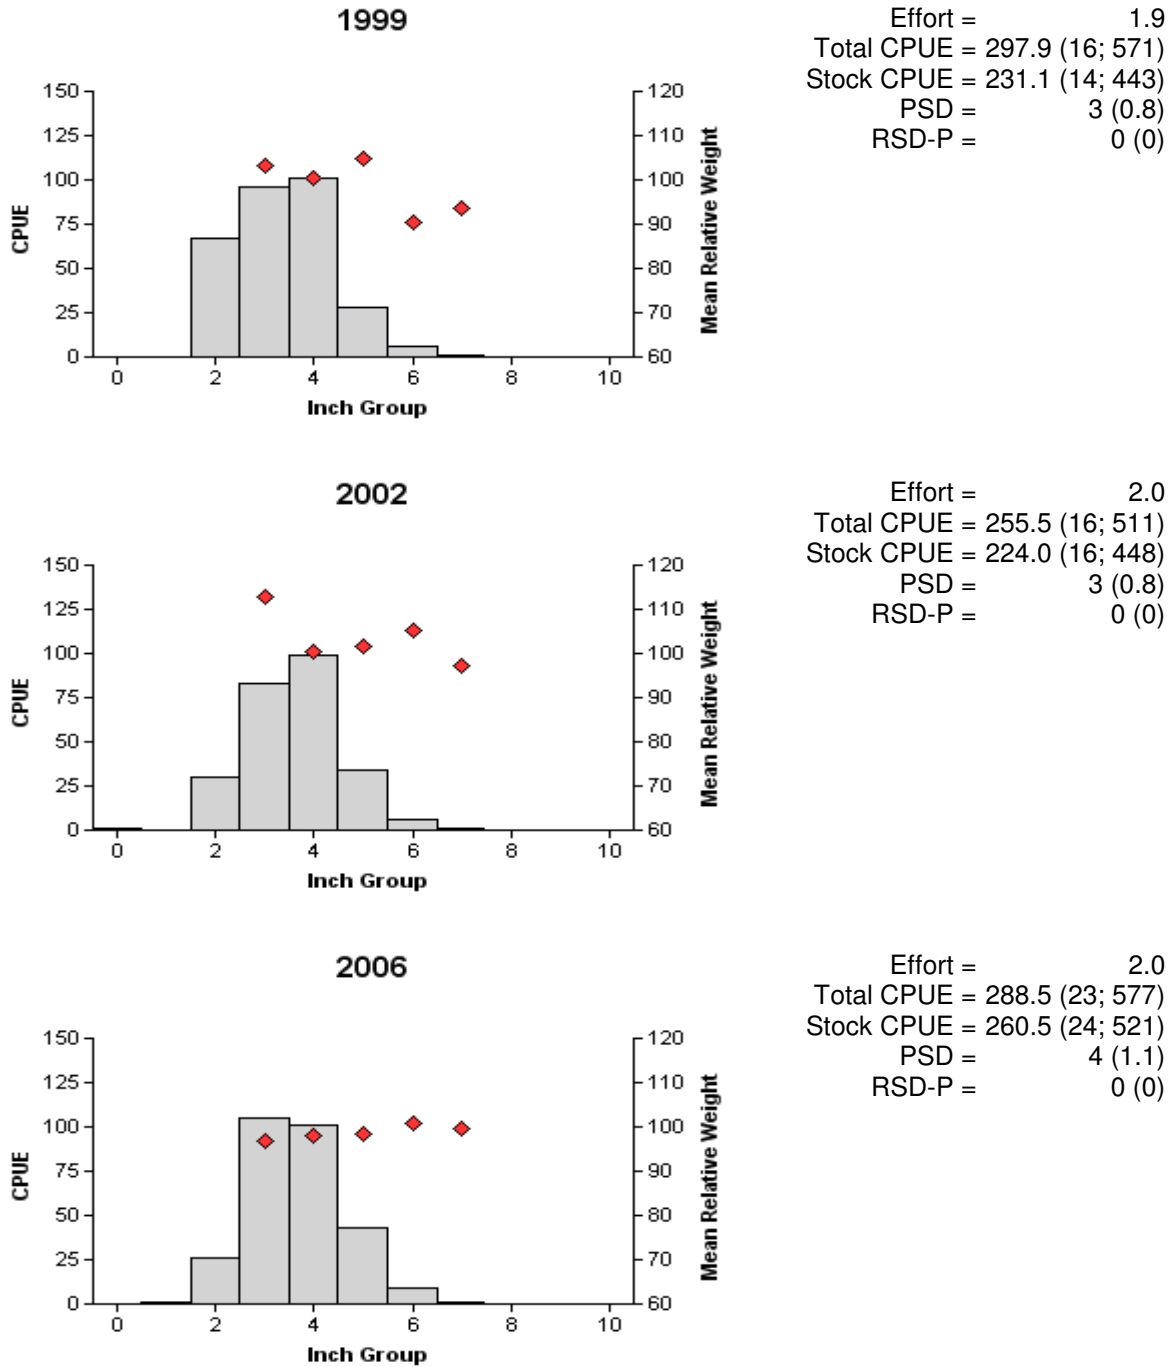 1999
Effort = 1.9
Total CPUE = 297.9 (16; 571)
Stock CPUE = 231.1 (14; 443)
PSD = 3 (0.8)
RSD-P = 0 (0)
150 120
125 110
100 100
75 90
50 80
25 70
0 60
CPUE
Mean Relative Weight
0 2 4 6 8 10
Inch Group
2002
Effort = 2.0
Total CPUE = 255.5 (16; 511)
Stock CPUE = 224.0 (16; 448)
PSD = 3 (0.8)
RSD-P = 0 (0)
150 120
125 110
100 100
75 90
50 80
25 70
0 60
CPUE
Mean Relative Weight
0 2 4 6 8 10
Inch Group
2006
Effort = 2.0
Total CPUE = 288.5 (23; 577)
Stock CPUE = 260.5 (24; 521)
PSD = 4 (1.1)
RSD-P = 0 (0)
150 120
125 110
100 100
75 90
50 80
25 70
0 60
CPUE
Mean Relative Weight
0 2 4 6 8 10
Inch Group